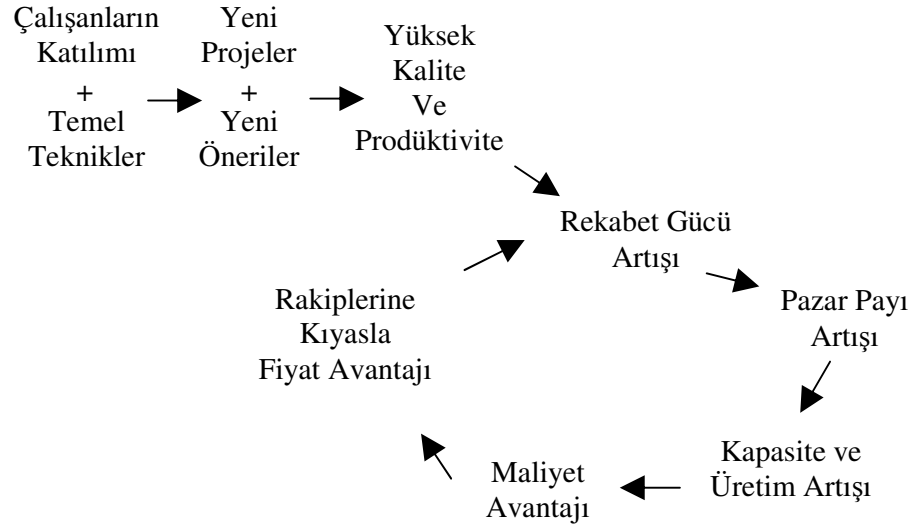 Çalışanların
Katılımı
+
Temel
Teknikler
Yeni
Projeler
+
Yeni
Öneriler
Yüksek
Kalite
Ve
Prodüktivite
Rekabet Gücü
Artışı
Pazar Payı
Artışı
Kapasite ve
Üretim Artışı
Maliyet
Avantajı
Rakiplerine
Kıyasla
Fiyat Avantajı